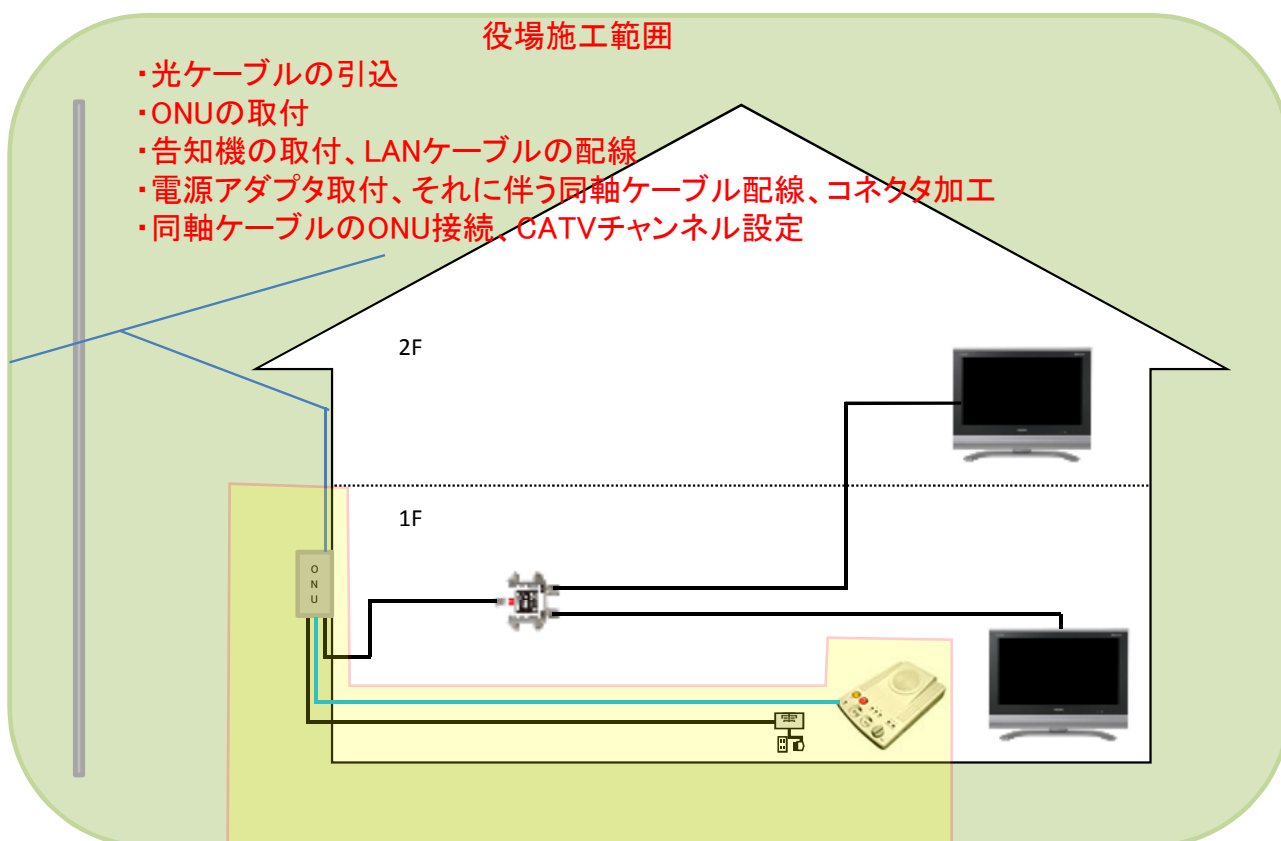 役場施工範囲
・光ケーブルの引込
・ONUの取付
・告知機の取付、LANケーブルの配線
・電源アダプタ取付、それに伴う同軸ケーブル配線、コネクタ加工
・同軸ケーブルのONU接続、CATVチャンネル設定
2F
1F
ONU